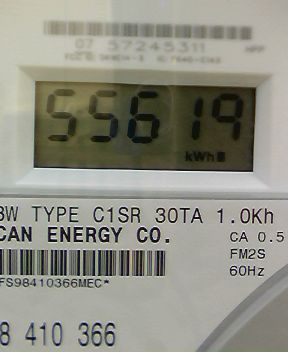 07 57245311
55619
kWh
3W TYPE C1SR 30TA 1.0Kh
CAN ENERGY CO. CA 0.5
FM2S
60Hz
FS98410366MEC*
8 410 366